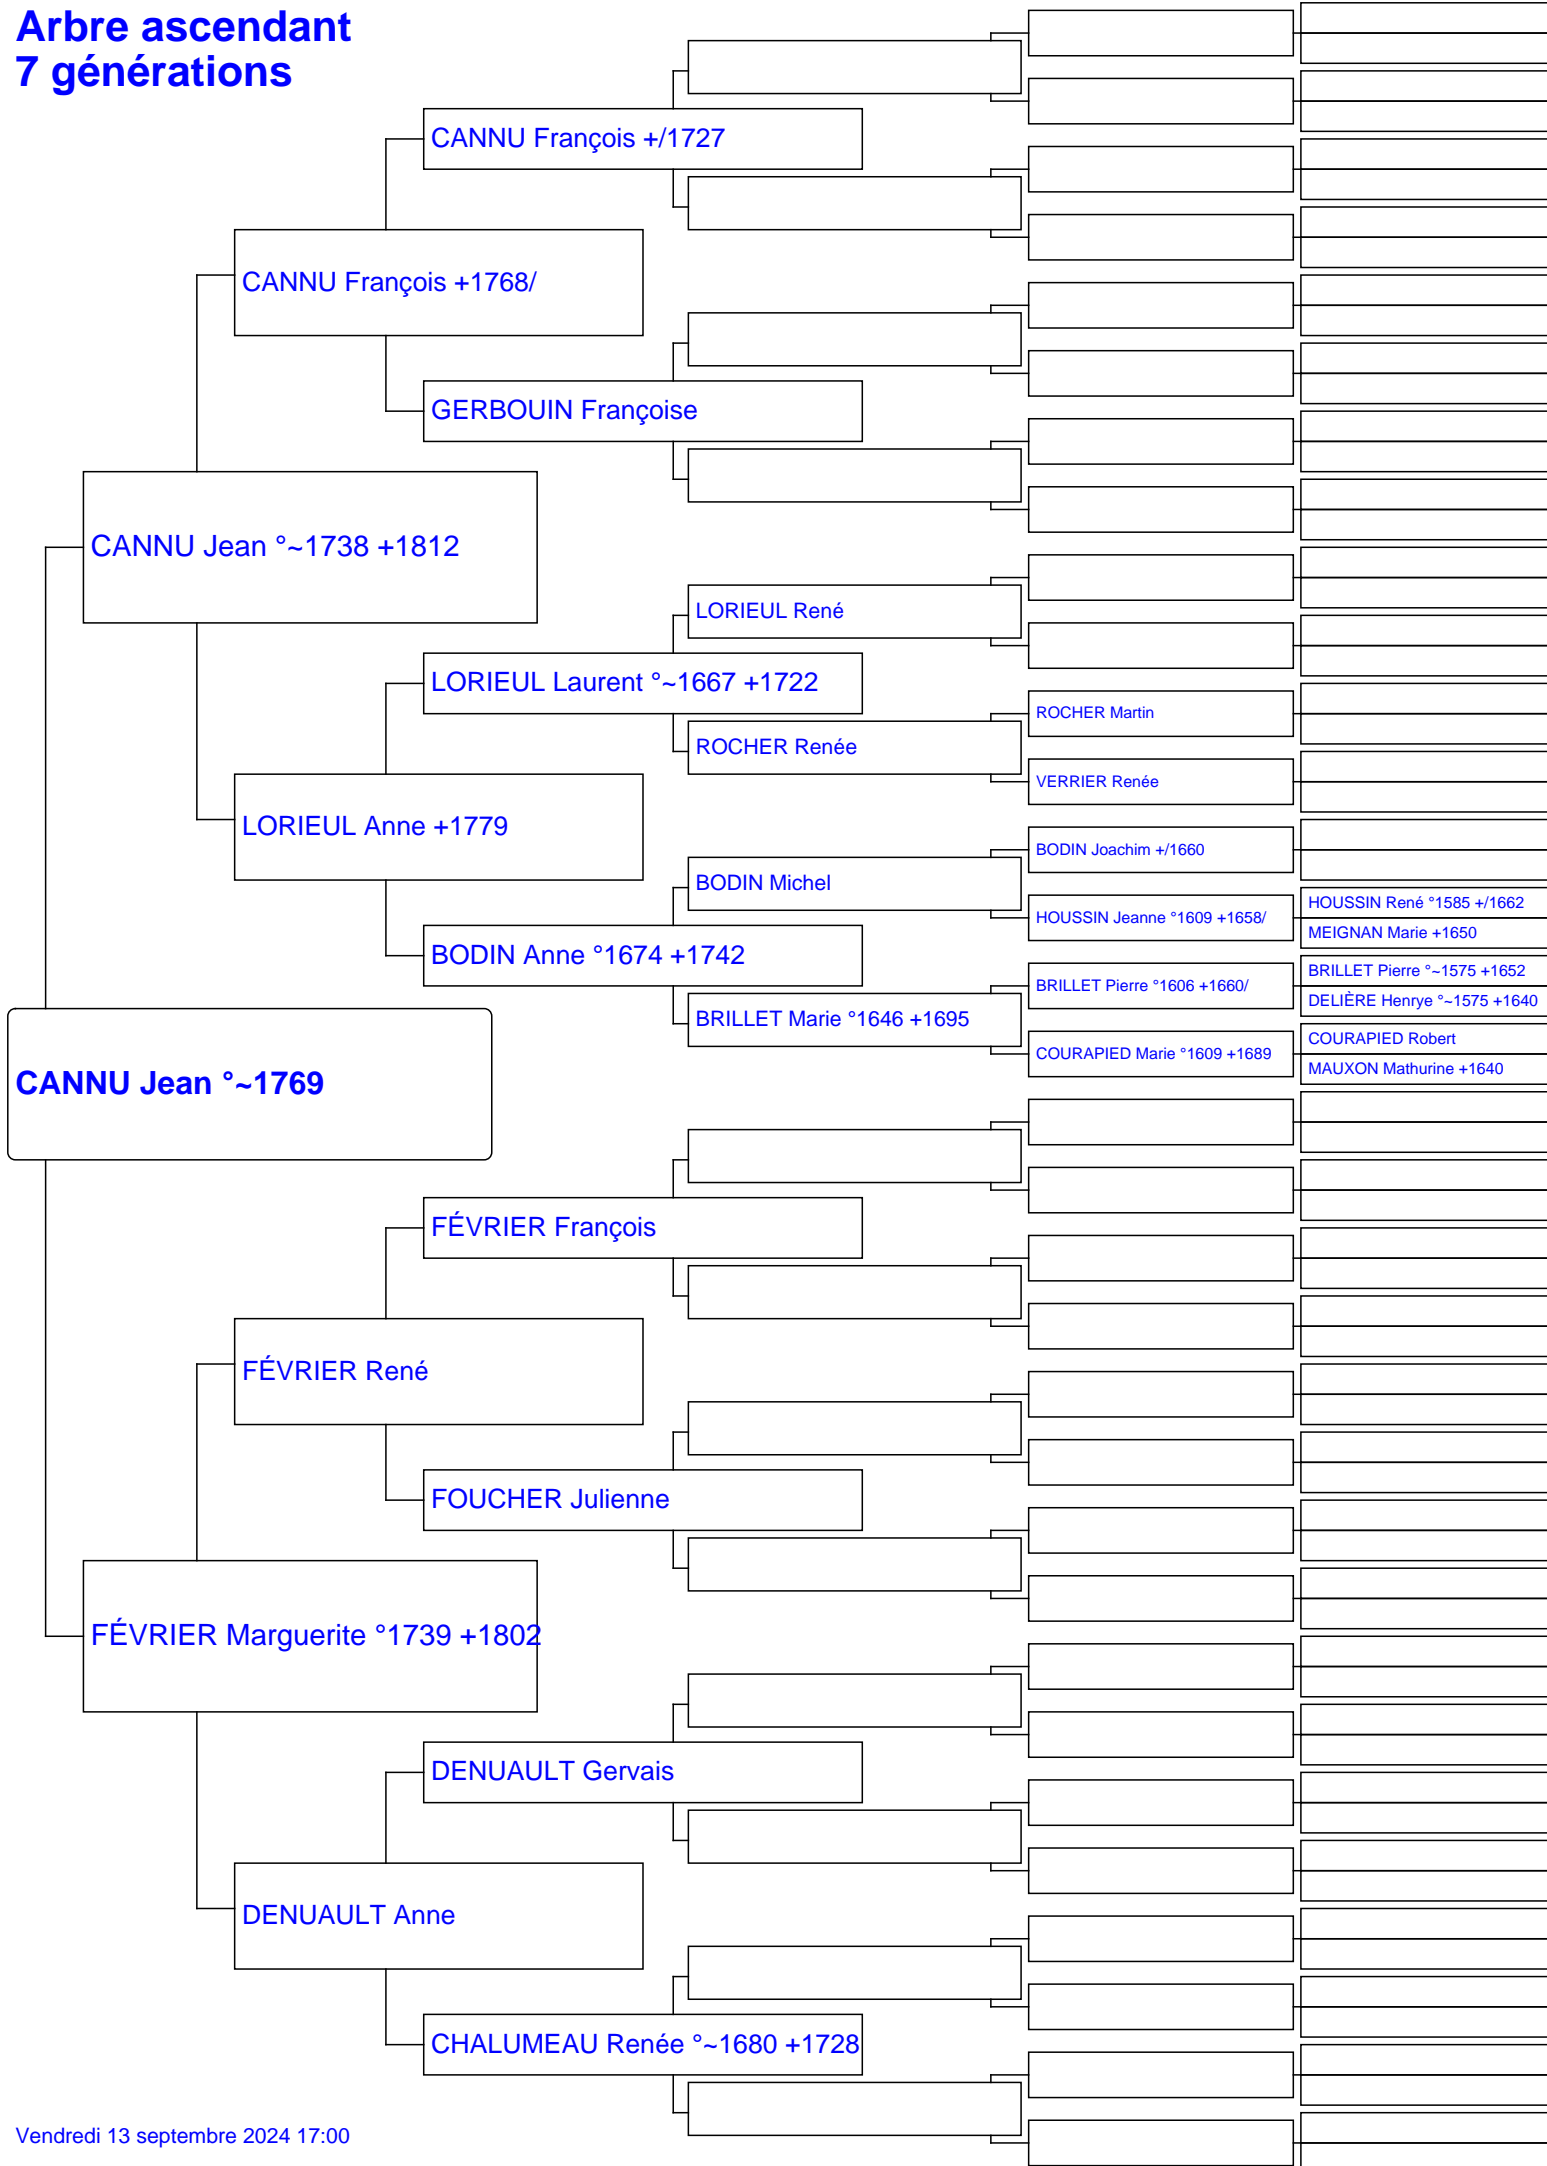 Arbre ascendant
7 générations
CANNU François +/1727
CANNU François +1768/
GERBOUIN Françoise
CANNU Jean °~1738 +1812
LORIEUL René
LORIEUL Laurent °~1667 +1722
ROCHER Martin
ROCHER Renée
VERRIER Renée
LORIEUL Anne +1779
BODIN Joachim +/1660
BODIN Michel
HOUSSIN René °1585 +/1662
HOUSSIN Jeanne °1609 +1658/
MEIGNAN Marie +1650
BODIN Anne °1674 +1742
BRILLET Pierre °~1575 +1652
BRILLET Pierre °1606 +1660/
DELIÈRE Henrye °~1575 +1640
BRILLET Marie °1646 +1695
COURAPIED Robert
COURAPIED Marie °1609 +1689
MAUXON Mathurine +1640
CANNU Jean °~1769
FÉVRIER François
FÉVRIER René
FOUCHER Julienne
FÉVRIER Marguerite °1739 +1802
DENUAULT Gervais
DENUAULT Anne
CHALUMEAU Renée °~1680 +1728
Vendredi 13 septembre 2024 17:00